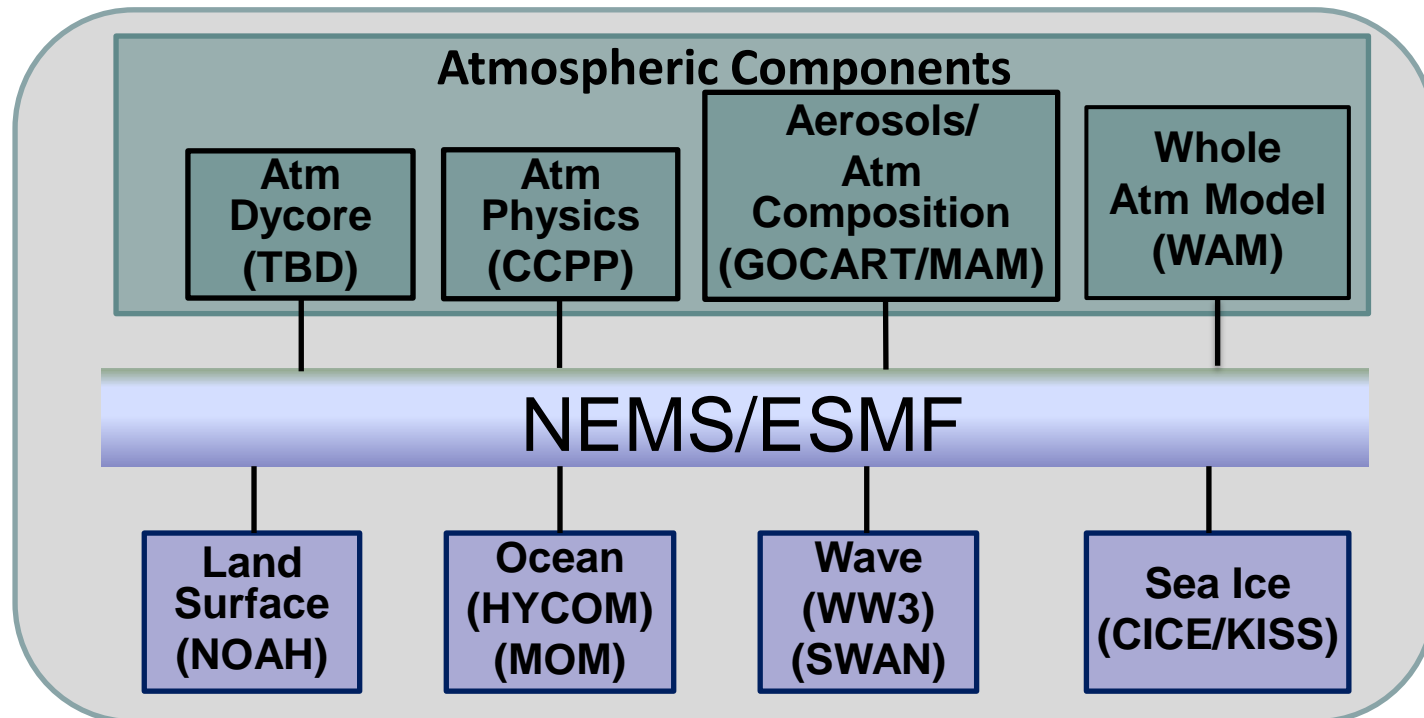 Atmospheric Components
Atm
Dycore
(TBD)
Atm
Physics
(CCPP)
Aerosols/
Atm
Composition
(GOCART/MAM)
Whole
Atm Model
(WAM)
NEMS/ESMF
Land
Surface
(NOAH)
Ocean
(HYCOM)
(MOM)
Wave
(WW3)
(SWAN)
Sea Ice
(CICE/KISS)